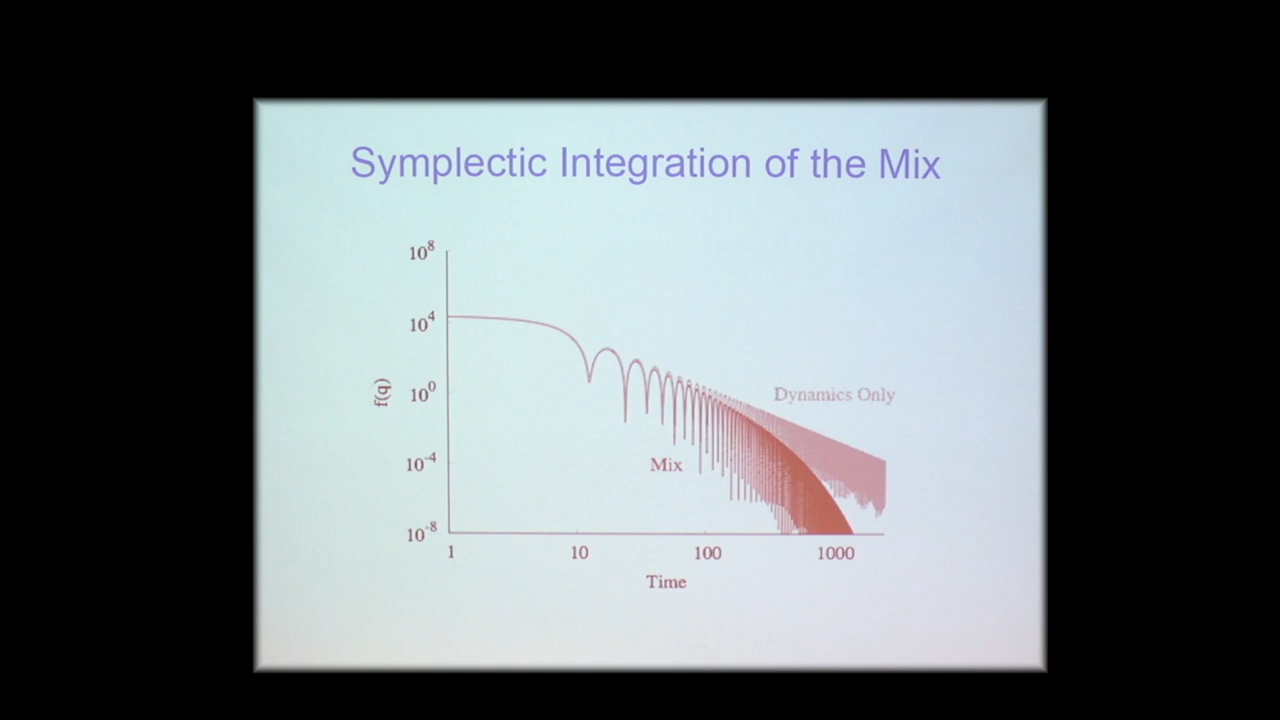 Symplectic Integration of the Mix
10^8
10^4
10^0
10^-4
10^-8
f(q)
Dynamics Only
Mix
1 10 100 1000
Time